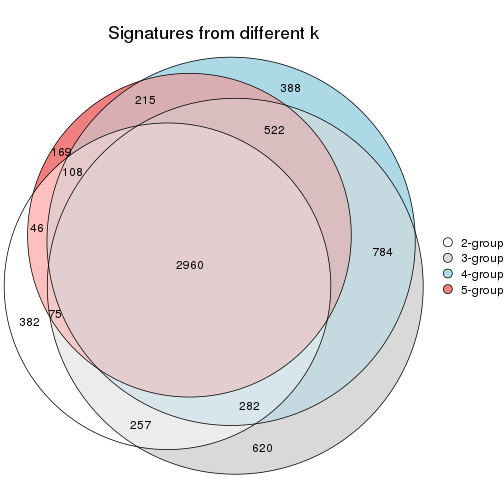 Signatures from different k
388
215
522
169
108
46
784
2960
75
382
282
257
620
2-group
3-group
4-group
5-group